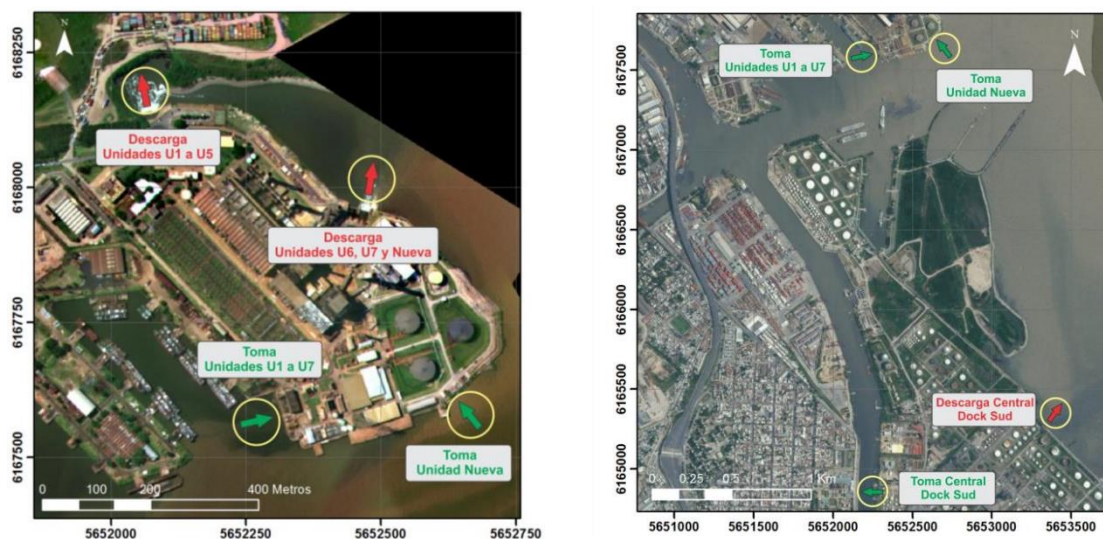 N
6168250
6168000
6167750
6167500
Descarga
Unidades U1 a U5
Descarga
Unidades U6, U7 y Nueva
Toma
Unidades U1 a U7
Toma
Unidad Nueva
0 100 200 400 Metros
5652000 5652250 5652500 5652750
N
6167500
6167000
6166500
6166000
6165500
6165000
Toma
Unidades U1 a U7
Toma
Unidad Nueva
Descarga Central
Dock Sud
Toma Central
Dock Sud
0 0.25 0.5 1 Km
5651000 5651500 5652000 5652500 5653000 5653500